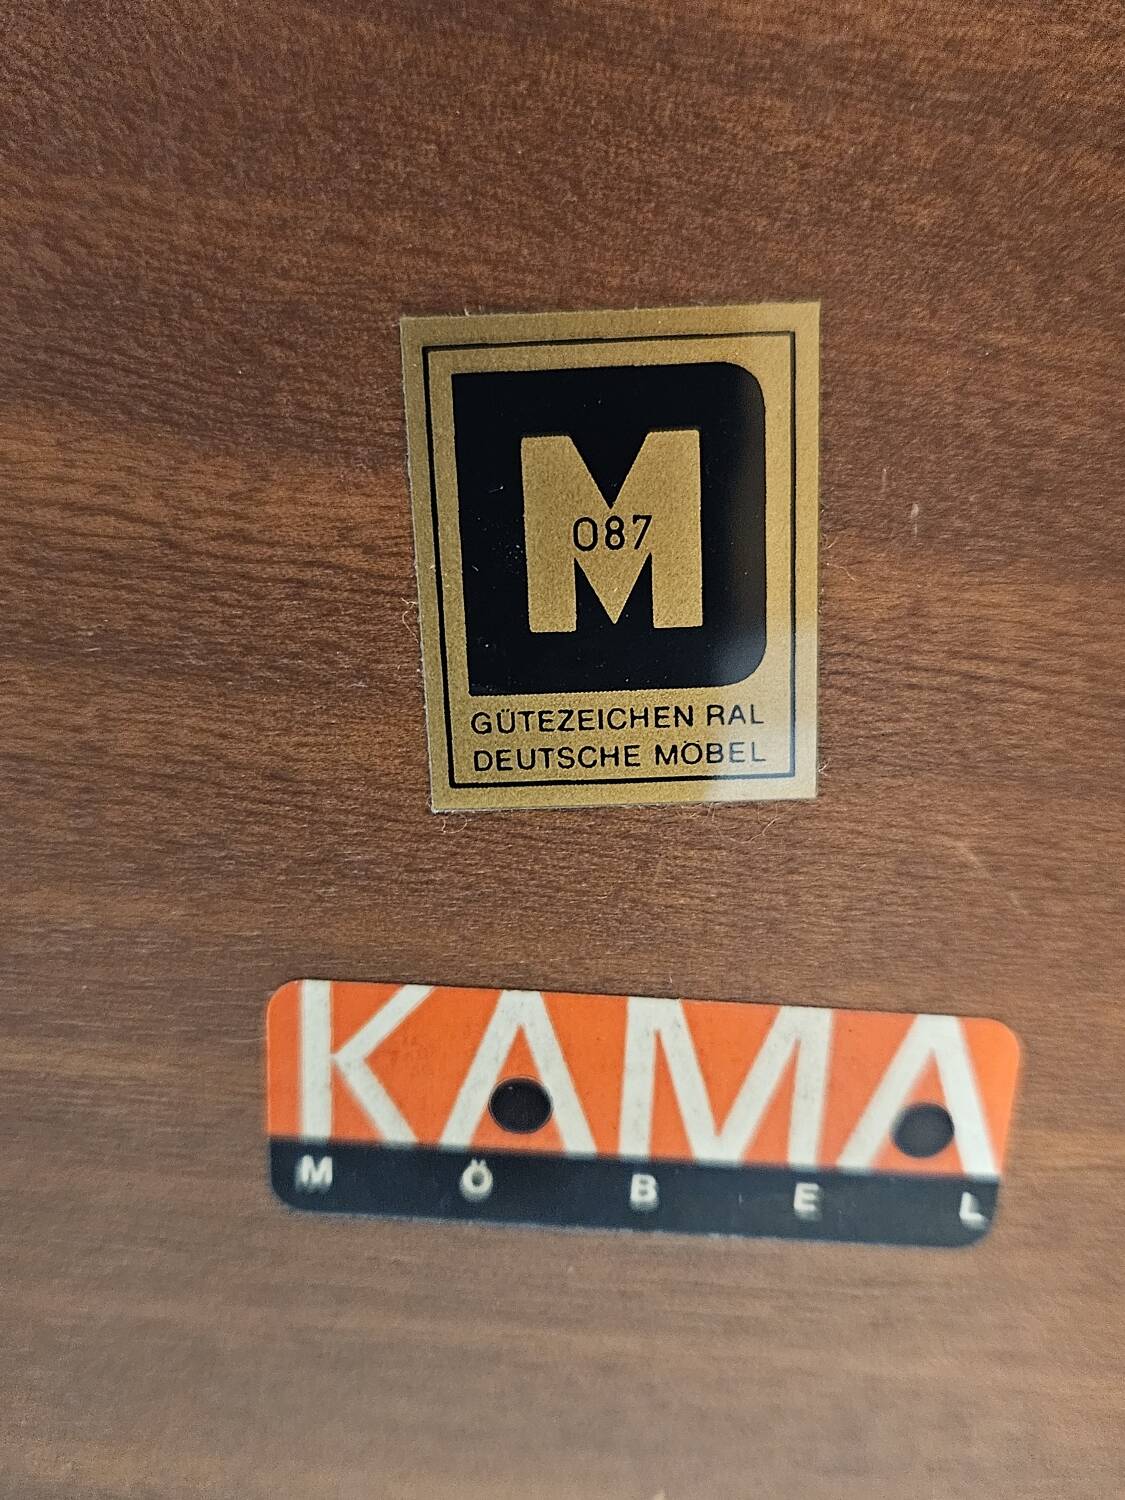 M
087
GÜTEZEICHEN RAL
DEUTSCHE MÖBEL
KAMA
MÖBEL